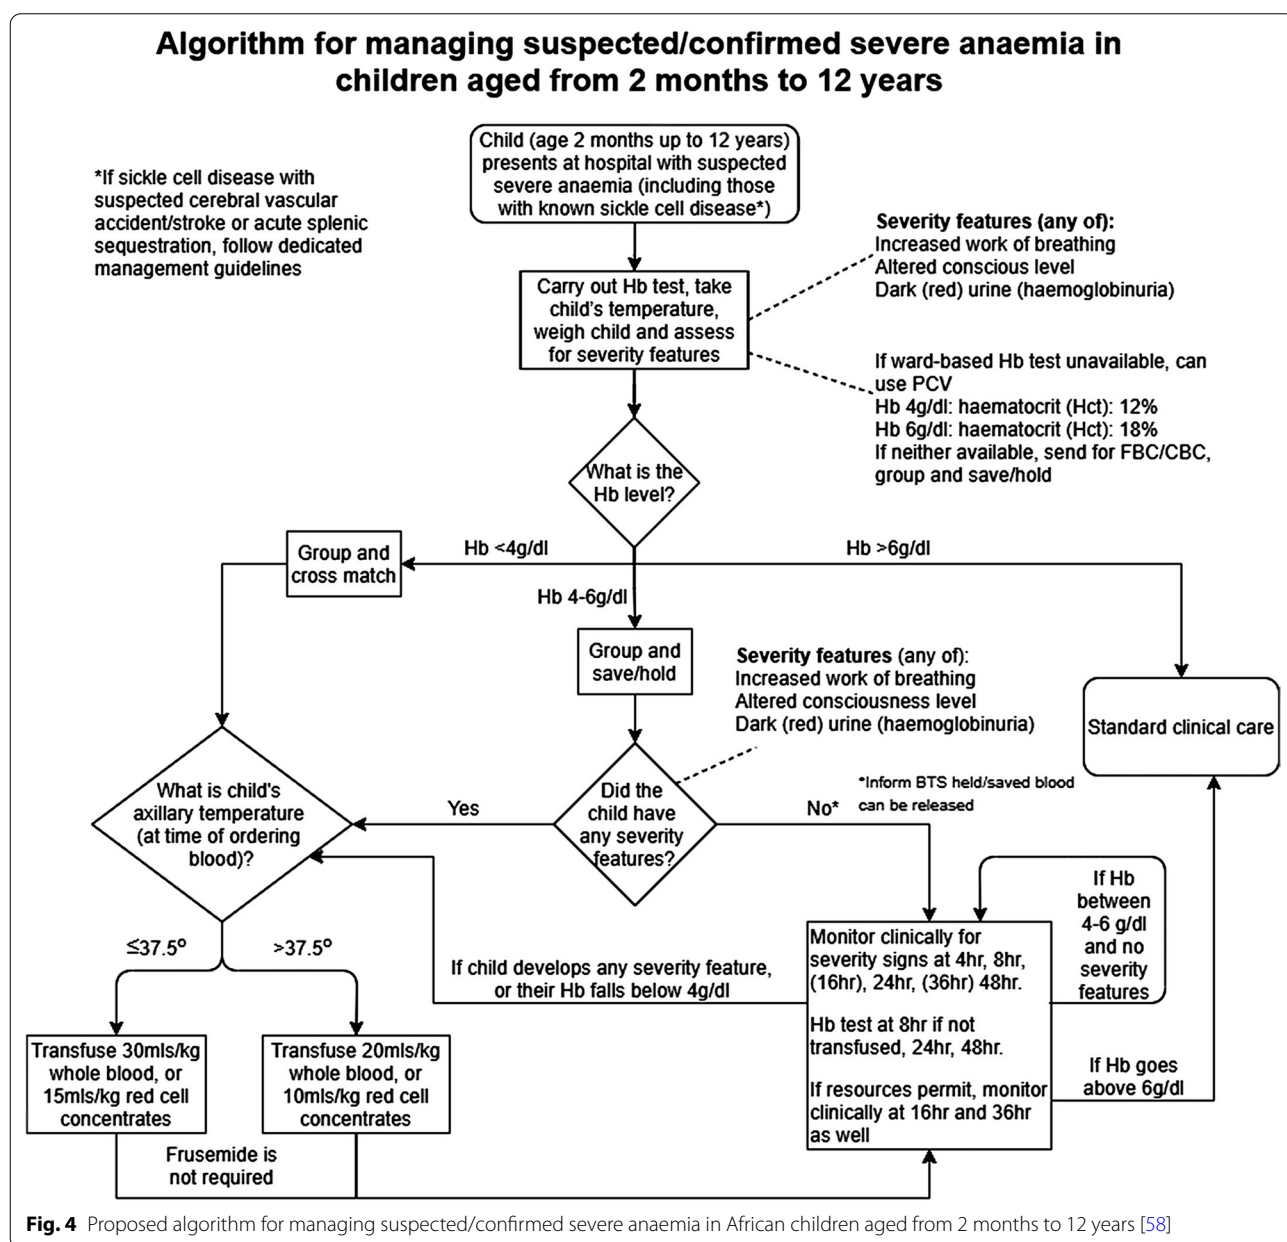 Algorithm for managing suspected/confirmed severe anaemia in
children aged from 2 months to 12 years
Child (age 2 months up to 12 years)
presents at hospital with suspected
severe anaemia (including those
with known sickle cell disease*)
*If sickle cell disease with
suspected cerebral vascular
accident/stroke or acute splenic
sequestration, follow dedicated
management guidelines
Severity features (any of):
Increased work of breathing
Altered conscious level
Dark (red) urine (haemoglobinuria)
Carry out Hb test, take
child's temperature,
weigh child and assess
for severity features
If ward-based Hb test unavailable, can
use PCV
Hb 4g/dl: haematocrit (Hct): 12%
Hb 6g/dl: haematocrit (Hct): 18%
If neither available, send for FBC/CBC,
group and save/hold
What is the
Hb level?
Hb <4g/dl
Hb >6g/dl
Group and
cross match
Hb 4-6g/dl
Group and
save/hold
Severity features (any of):
Increased work of breathing
Altered consciousness level
Dark (red) urine (haemoglobinuria)
Standard clinical care
What is child's
axillary temperature
(at time of ordering
blood)?
Yes
Did the
child have
any severity
features?
No*
*Inform BTS held/saved blood
can be released
If Hb
between
4-6 g/dl
and no
severity
features
≤37.5º
>37.5º
If child develops any severity feature,
or their Hb falls below 4g/dl
Monitor clinically for
severity signs at 4hr, 8hr,
(16hr), 24hr, (36hr) 48hr.
Hb test at 8hr if not
transfused, 24hr, 48hr.
If resources permit, monitor
clinically at 16hr and 36hr
as well
If Hb goes
above 6g/dl
Transfuse 30mls/kg
whole blood, or
15mls/kg red cell
concentrates
Transfuse 20mls/kg
whole blood, or
10mls/kg red cell
concentrates
Frusemide is
not required
Fig. 4 Proposed algorithm for managing suspected/confirmed severe anaemia in African children aged from 2 months to 12 years [58]